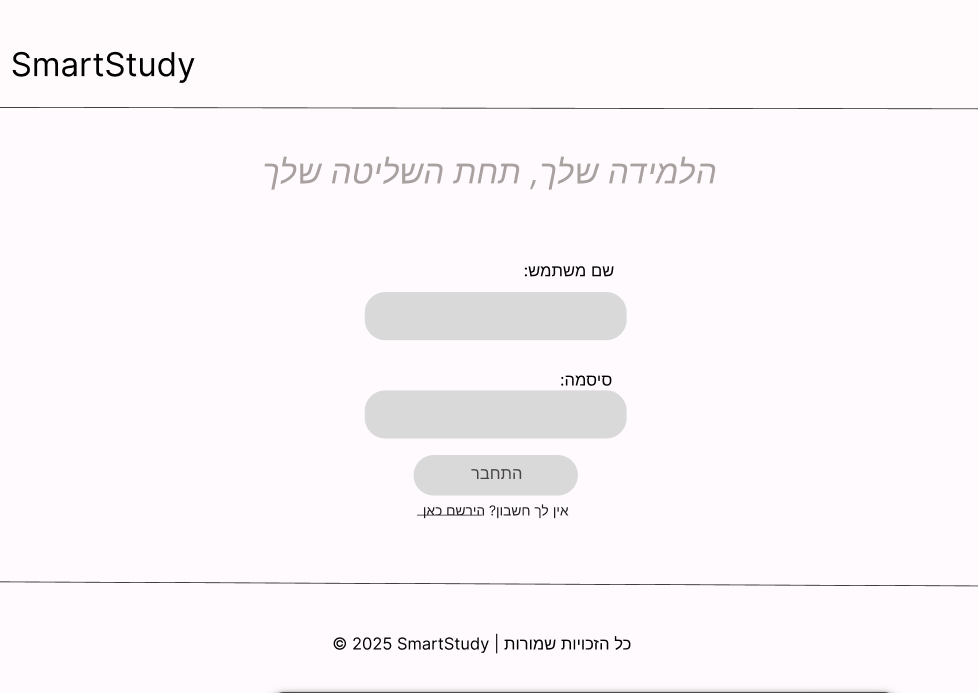 SmartStudy
הלמידה שלך, תחת השליטה שלך
שם משתמש:
סיסמה:
התחבר
אין לך חשבון? הירשם כאן
כל הזכויות שמורות | SmartStudy 2025 ©